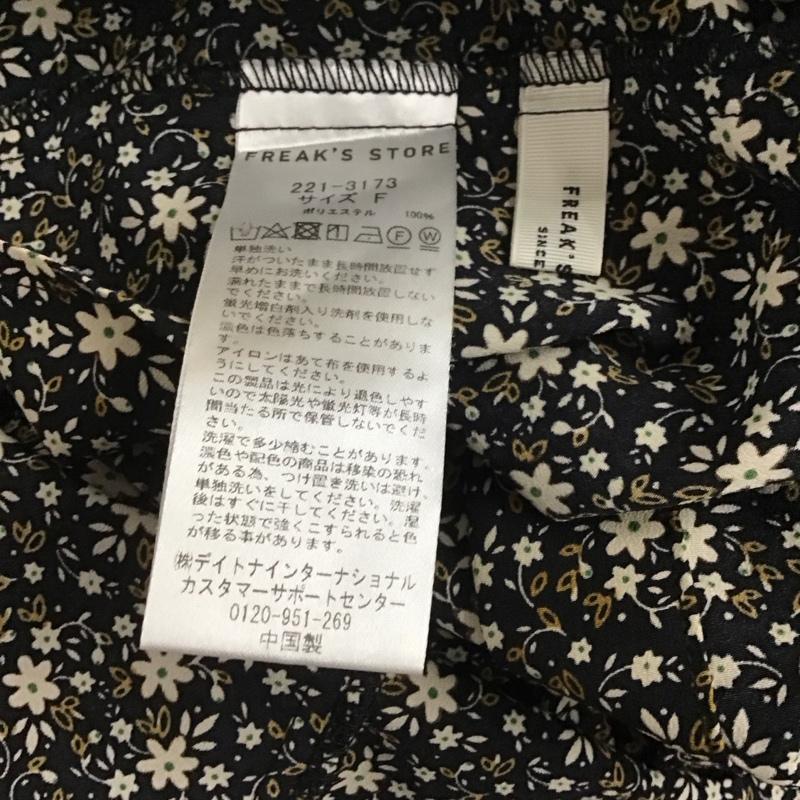 FREAK'S STORE
221-3173
サイズ F
ポリエステル 100%
F W
単独洗い
汗がついたまま長時間放置せず
早めにお洗いください。
濡れたままで長時間放置しない
でください。
蛍光増白剤入り洗剤を使用しな
いでください。
濃色は色落ちすることがありま
す。
アイロンはあて布を使用するよ
うにしてください。
この製品は光により退色しやす
いので太陽光や蛍光灯等が長時
間当たる所で保管しないでくだ
さい。
洗濯で多少縮むことがあります。
濃色や配色の商品は移染の恐れ
がある為、つけ置き洗いは避け、
単独洗いをしてください。洗濯
後はすぐに干してください。湿
った状態で強くこすられると色
が移る事があります。
㈱デイトナインターナショナル
カスタマーサポートセンター
0120-951-269
中国製
FREAK'S
SINCE